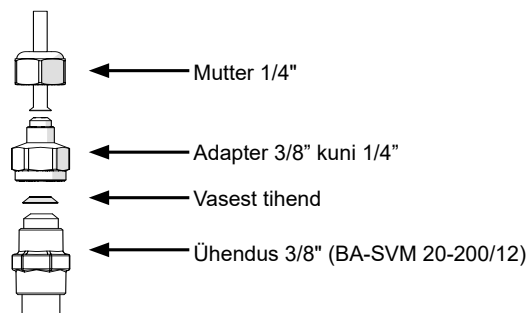 Mutter 1/4"
Adapter 3/8” kuni 1/4”
Vasest tihend
Ühendus 3/8" (BA-SVM 20-200/12)